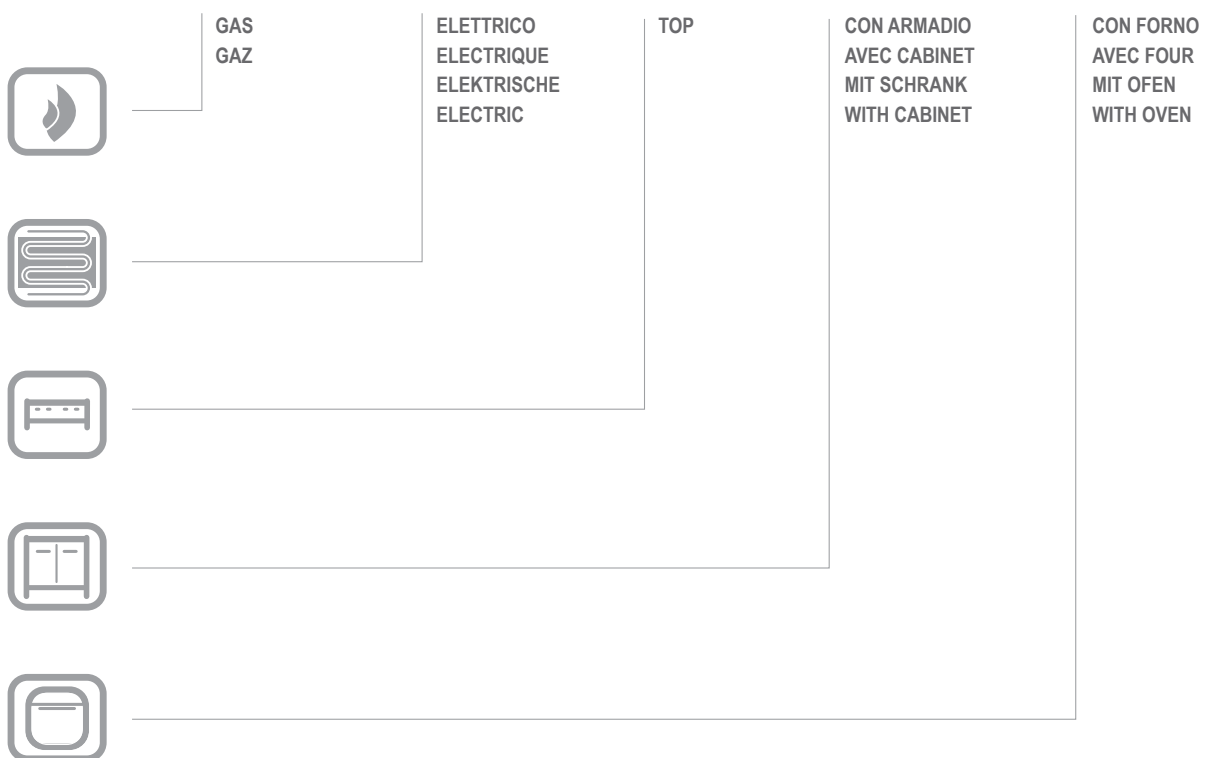 GAS
GAZ
ELETTRICO
ELECTRIQUE
ELEKTRISCHE
ELECTRIC
TOP
CON ARMADIO
AVEC CABINET
MIT SCHRANK
WITH CABINET
CON FORNO
AVEC FOUR
MIT OFEN
WITH OVEN